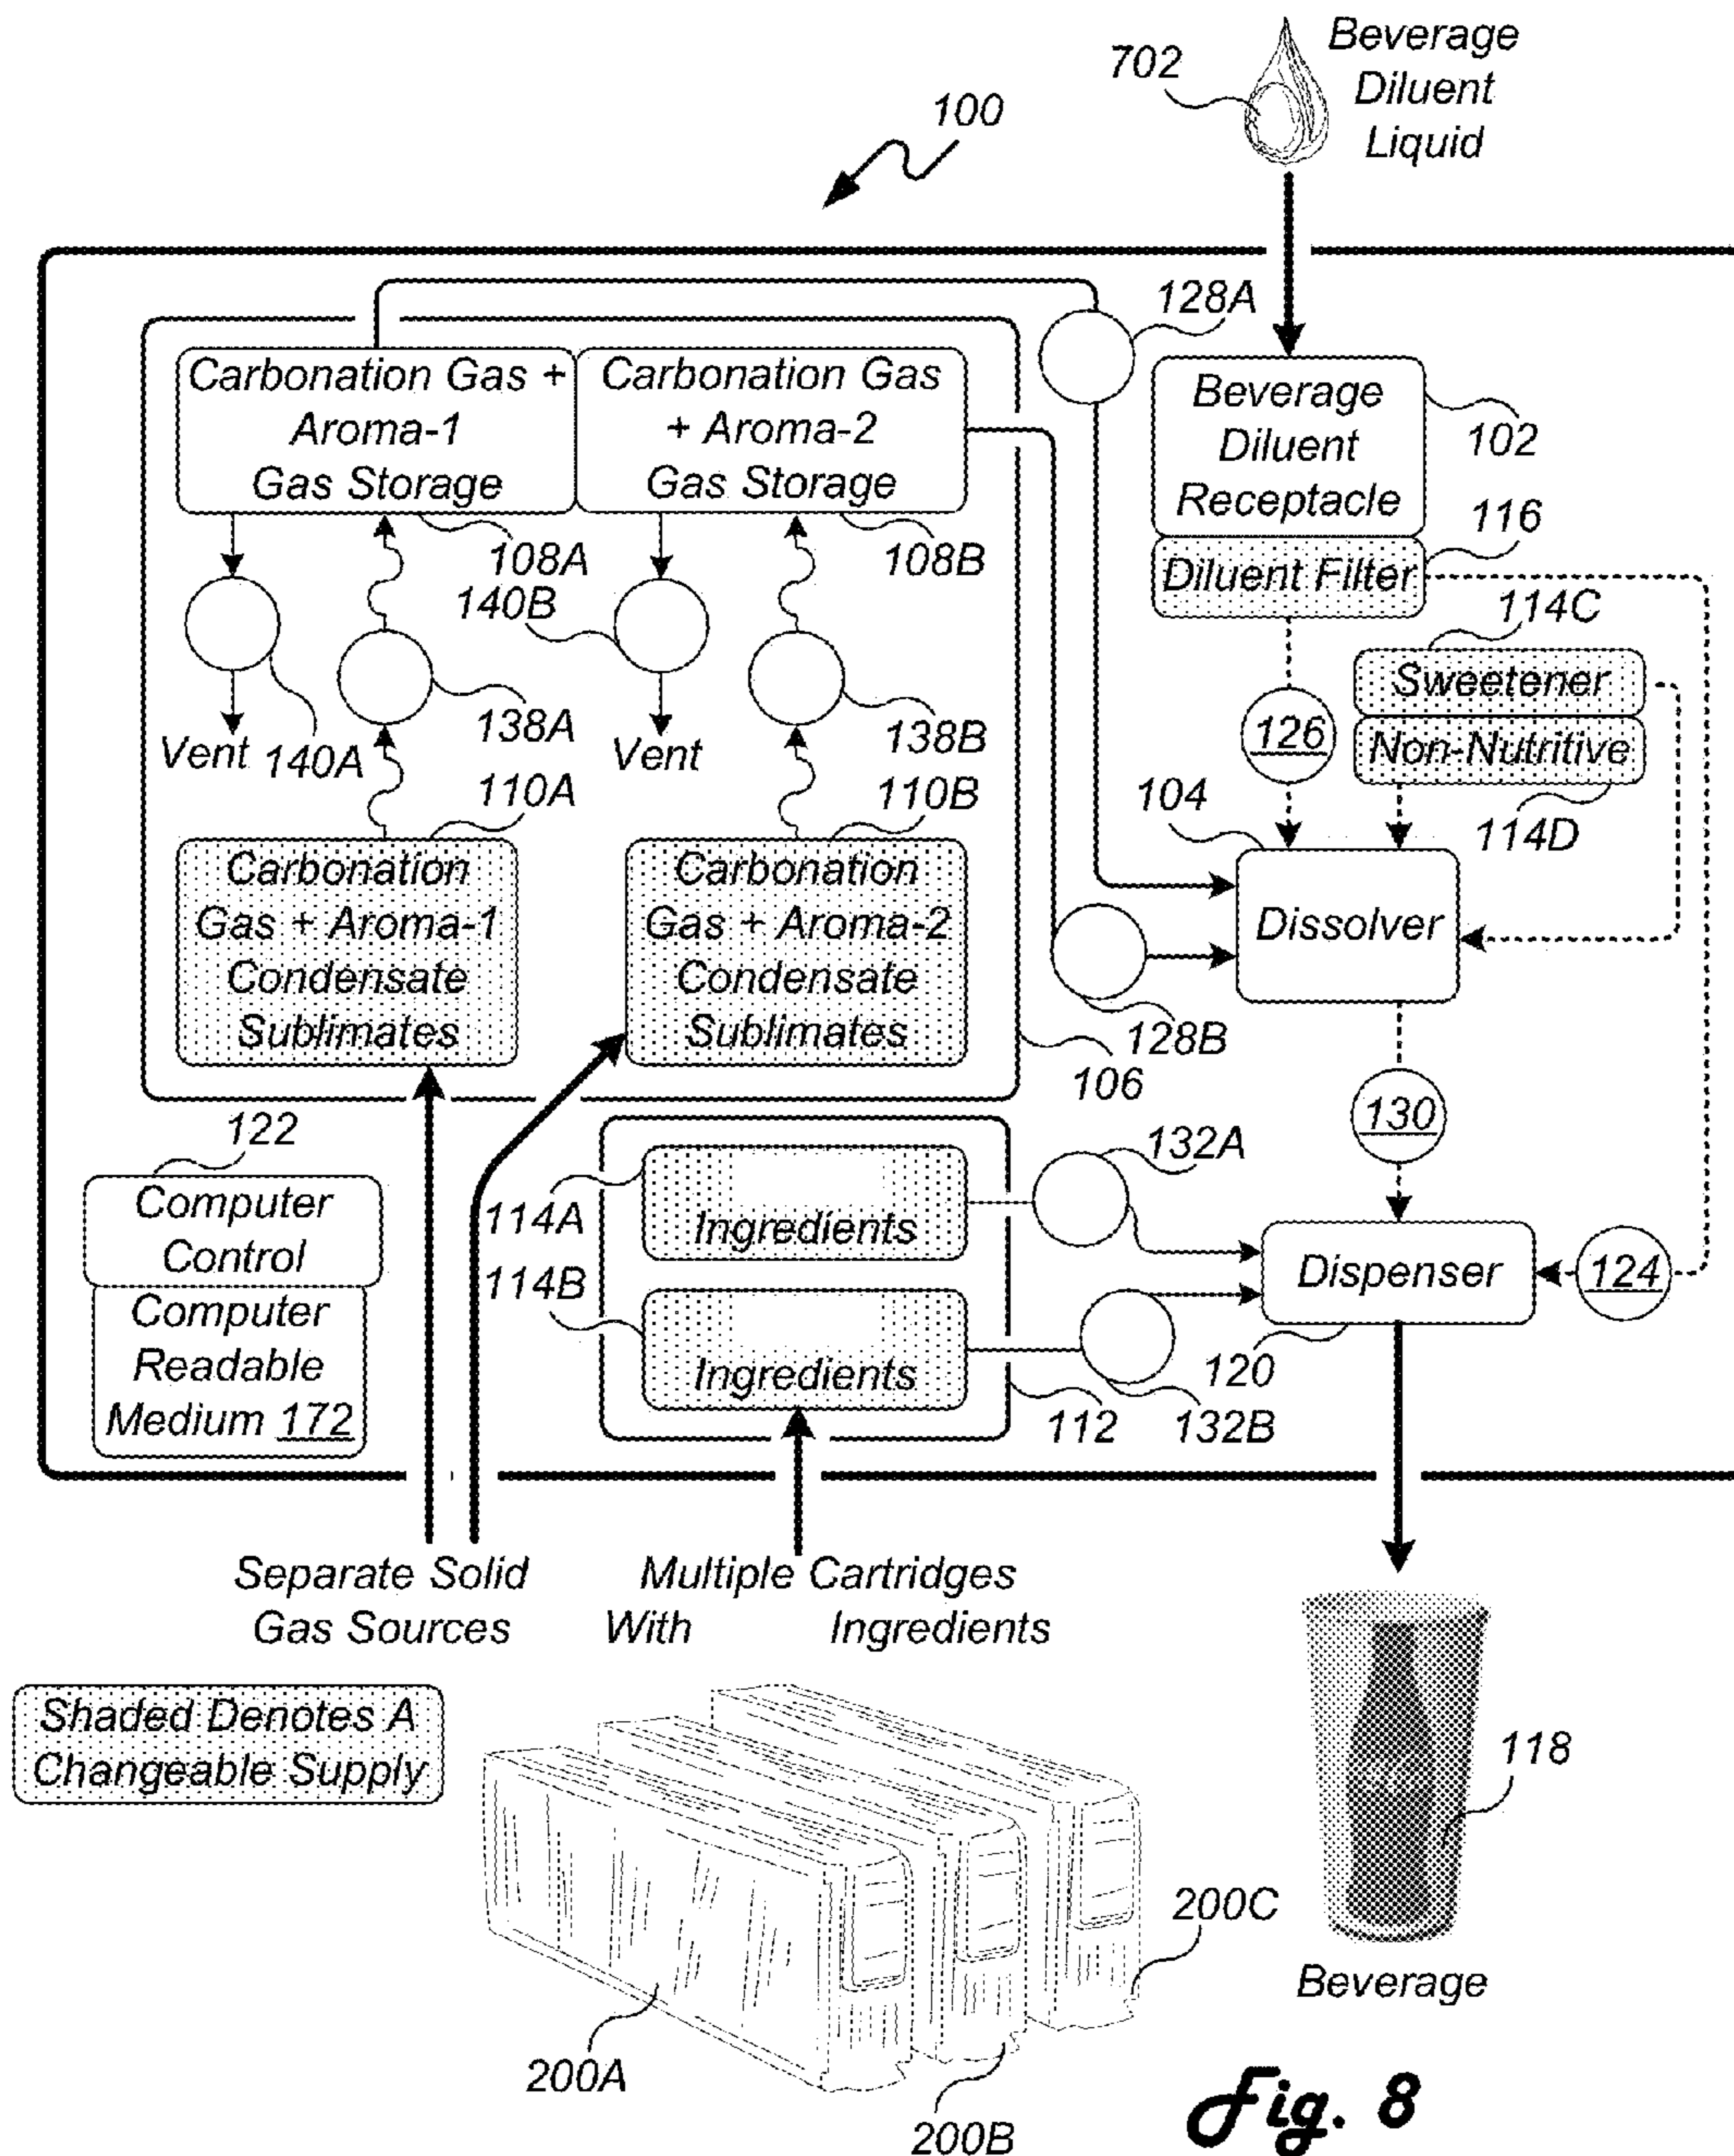 702
Beverage
Diluent
Liquid
100
128A
Carbonation Gas +
Aroma-1
Gas Storage
Carbonation Gas
+ Aroma-2
Gas Storage
Beverage
Diluent
Receptacle
102
116
Diluent Filter
108A
108B
140B
114C
Sweetener
Non-Nutritive
126
138A
138B
Vent
140A
Vent
110A
110B
104
114D
Carbonation
Gas + Aroma-1
Condensate
Sublimates
Carbonation
Gas + Aroma-2
Condensate
Sublimates
Dissolver
128B
106
130
122
Computer
Control
Computer
Readable
Medium 172
114A
Ingredients
114B
Ingredients
132A
Dispenser
124
120
112
132B
Separate Solid
Gas Sources
Multiple Cartridges
With Ingredients
Shaded Denotes A
Changeable Supply
118
200C
Beverage
200A
200B
Fig. 8